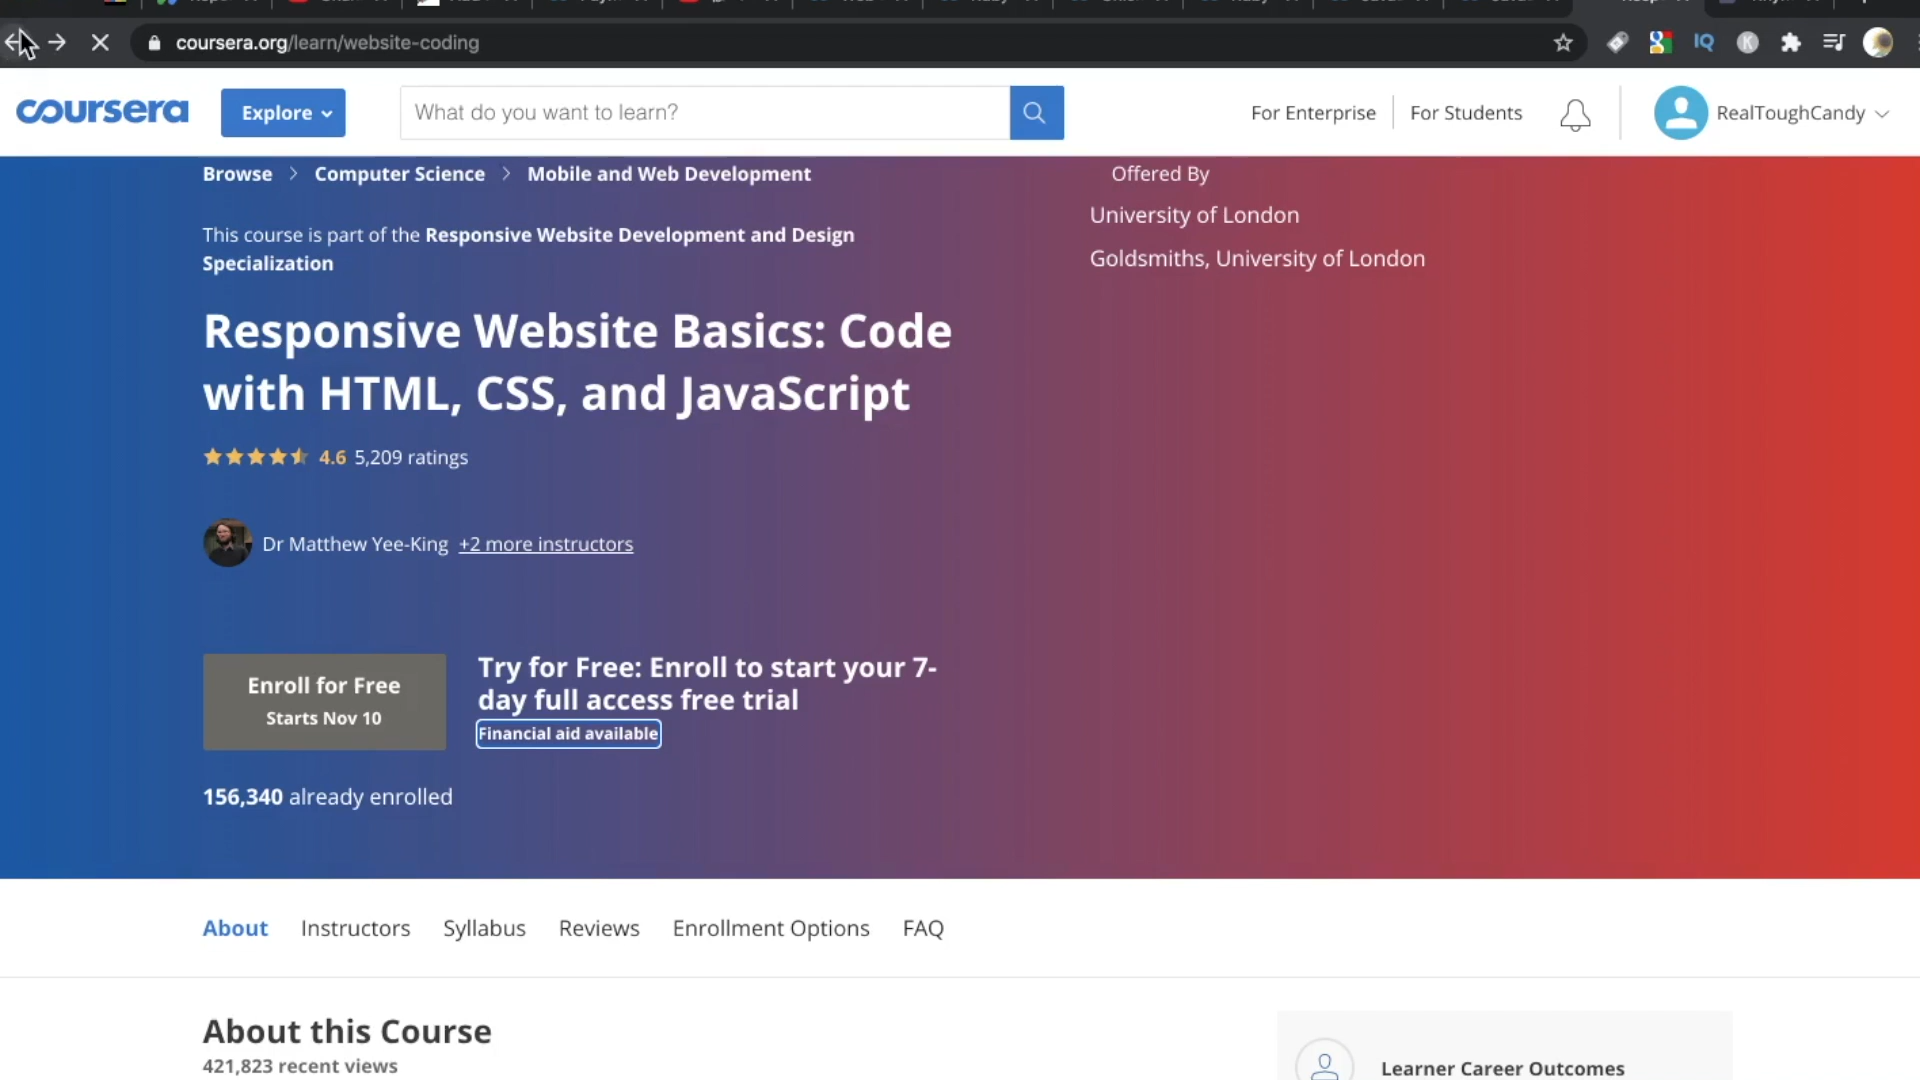 coursera.org/learn/website-coding
IQ
K
coursera
Explore
What do you want to learn?
For Enterprise
For Students
RealToughCandy
Browse > Computer Science > Mobile and Web Development
Offered By
University of London
Goldsmiths, University of London
This course is part of the Responsive Website Development and Design
Specialization
Responsive Website Basics: Code
with HTML, CSS, and JavaScript
4.6 5,209 ratings
Dr Matthew Yee-King +2 more instructors
Enroll for Free
Starts Nov 10
Try for Free: Enroll to start your 7-
day full access free trial
Financial aid available
156,340 already enrolled
About Instructors Syllabus Reviews Enrollment Options FAQ
About this Course
421,823 recent views
Learner Career Outcomes